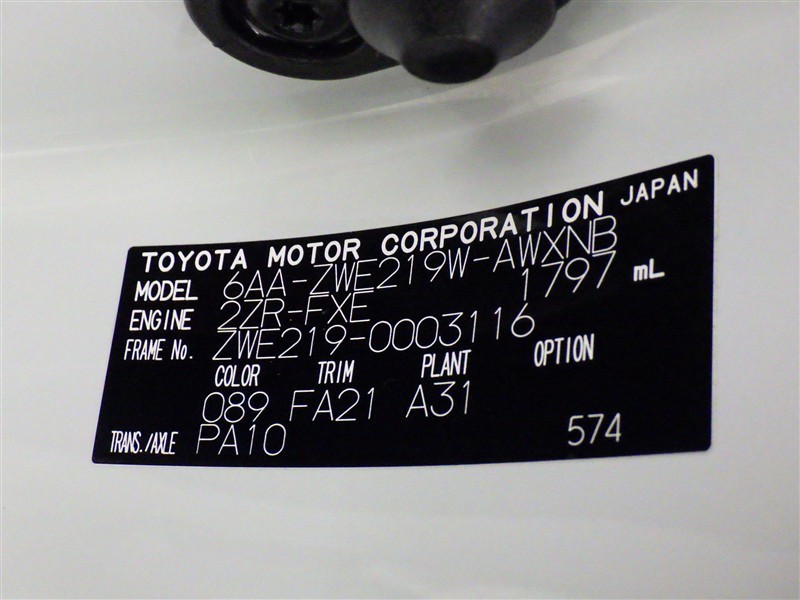 TOYOTA MOTOR CORPORATION JAPAN
MODEL 6AA-ZWE219W-AWXNB
ENGINE 2ZR-FXE 1797 mL
FRAME No. ZWE219-0003116
COLOR TRIM PLANT OPTION
089 FA21 A31
TRANS./AXLE PA10 574